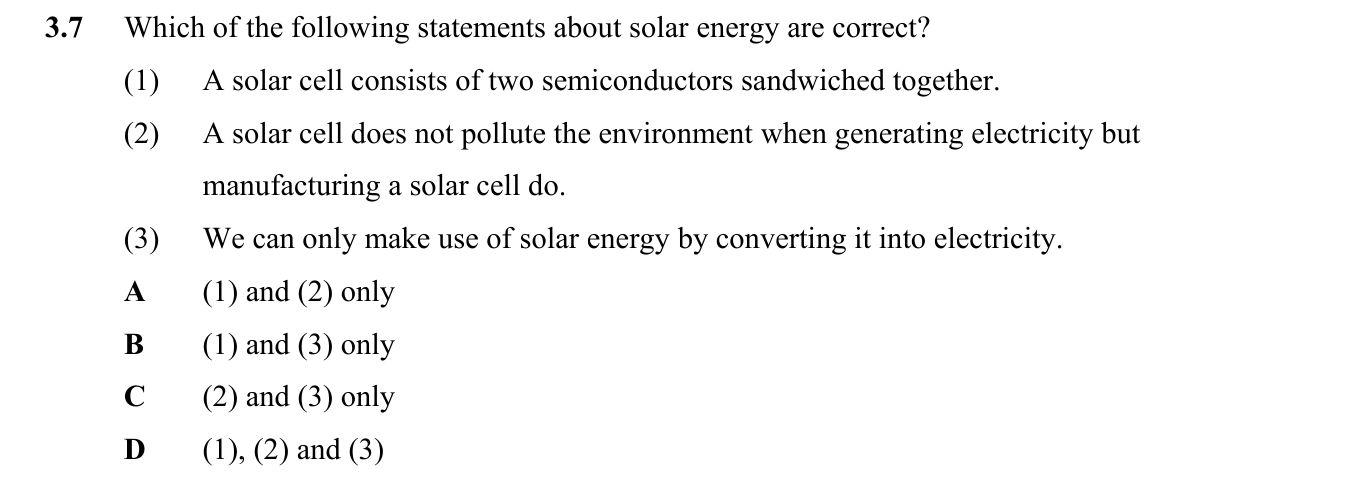 3.7 Which of the following statements about solar energy are correct?
(1) A solar cell consists of two semiconductors sandwiched together.
(2) A solar cell does not pollute the environment when generating electricity but
manufacturing a solar cell do.
(3) We can only make use of solar energy by converting it into electricity.
A (1) and (2) only
B (1) and (3) only
C (2) and (3) only
D (1), (2) and (3)